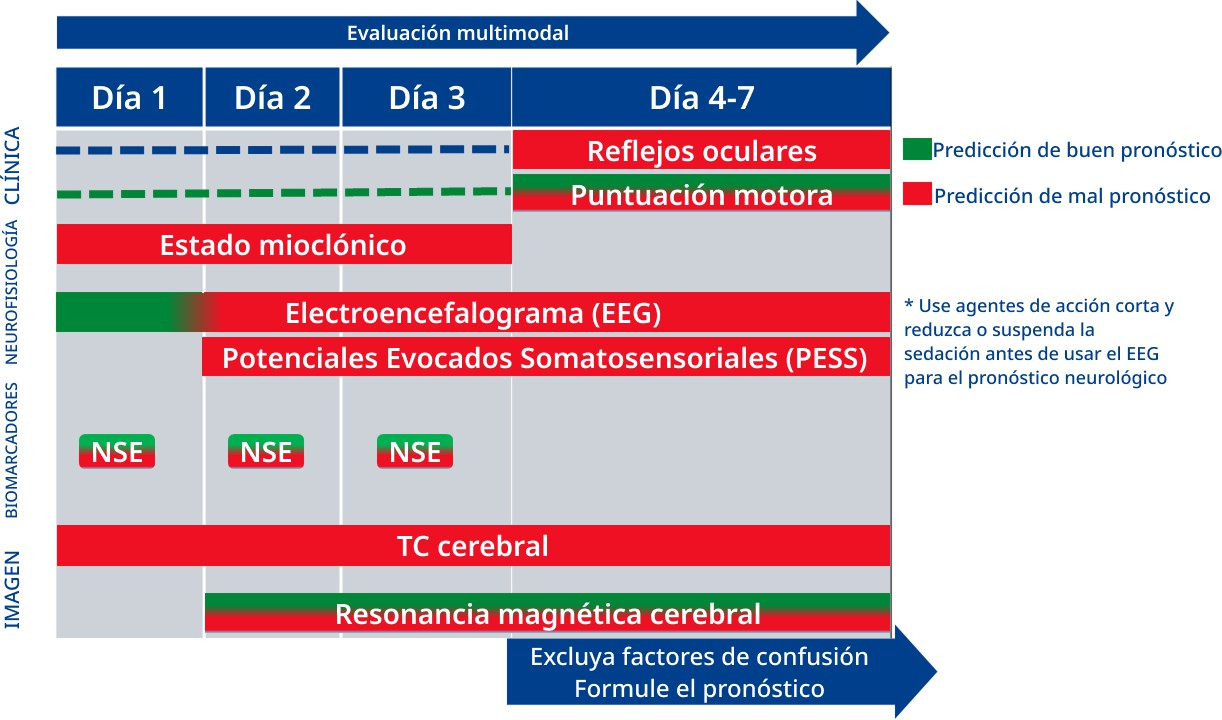 Evaluación multimodal
Día 1
Día 2
Día 3
Día 4-7
CLÍNICA
Reflejos oculares
Puntuación motora
Predicción de buen pronóstico
Predicción de mal pronóstico
Estado mioclónico
NEUROFISIOLOGÍA
Electroencefalograma (EEG)
Potenciales Evocados Somatosensoriales (PESS)
* Use agentes de acción corta y
reduzca o suspenda la
sedación antes de usar el EEG
para el pronóstico neurológico
BIOMARCADORES
NSE
NSE
NSE
IMAGEN
TC cerebral
Resonancia magnética cerebral
Excluya factores de confusión
Formule el pronóstico